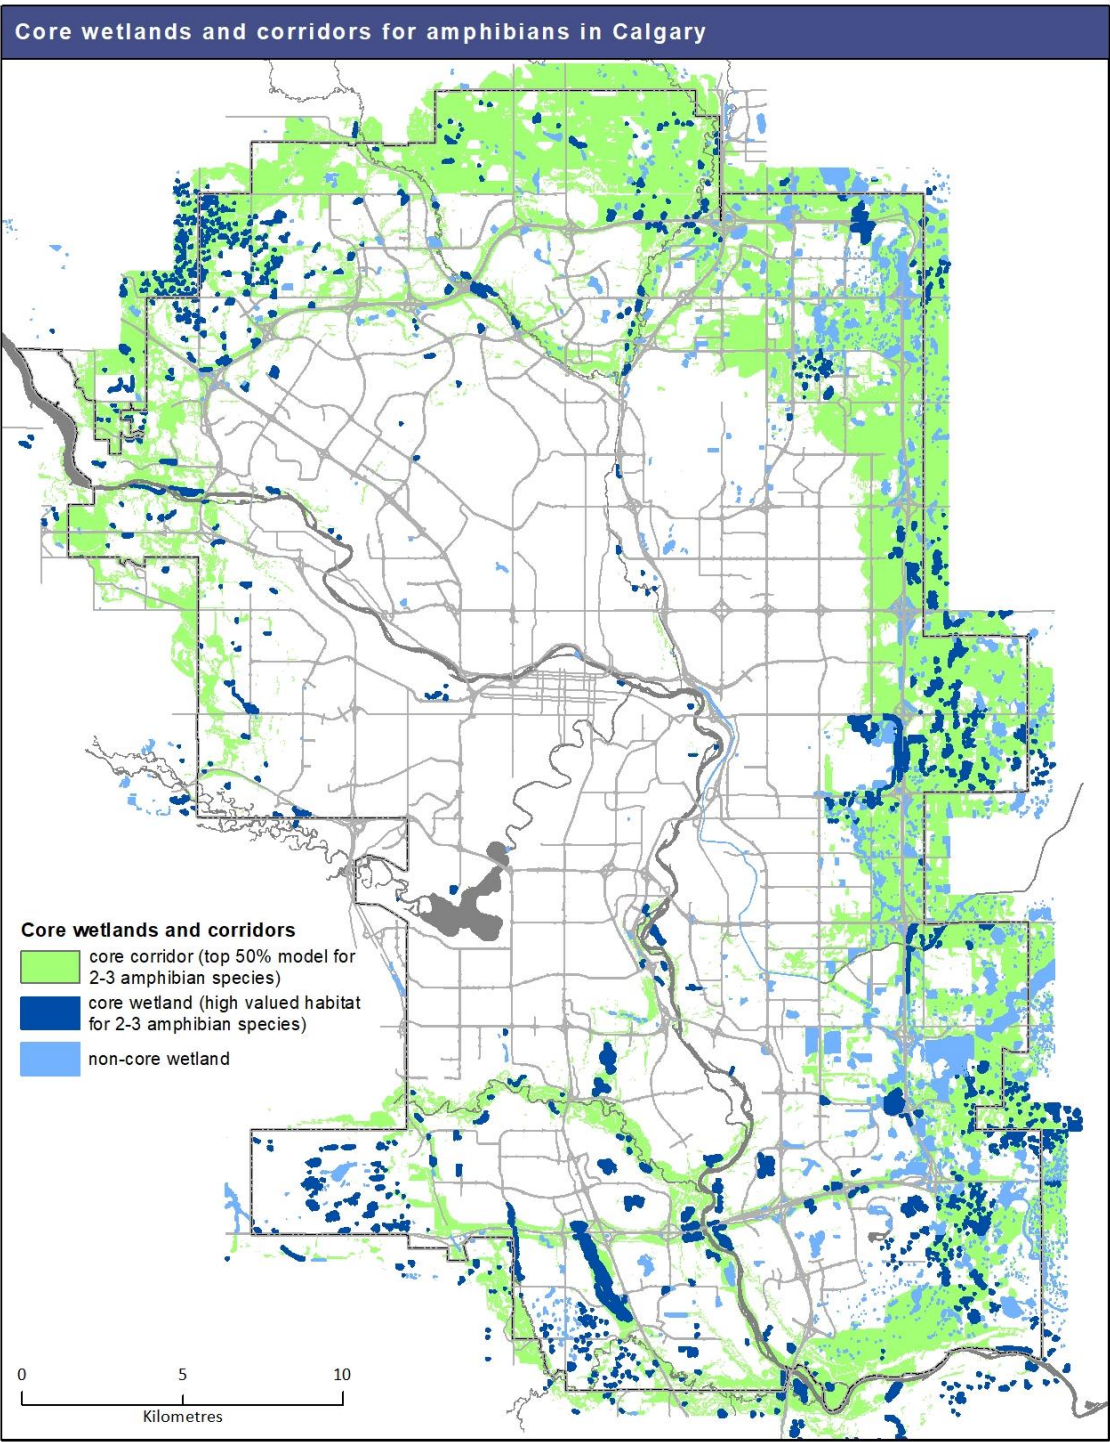 Core wetlands and corridors for amphibians in Calgary
Core wetlands and corridors
core corridor (top 50% model for
2-3 amphibian species)
core wetland (high valued habitat
for 2-3 amphibian species)
non-core wetland
0 5 10
Kilometres